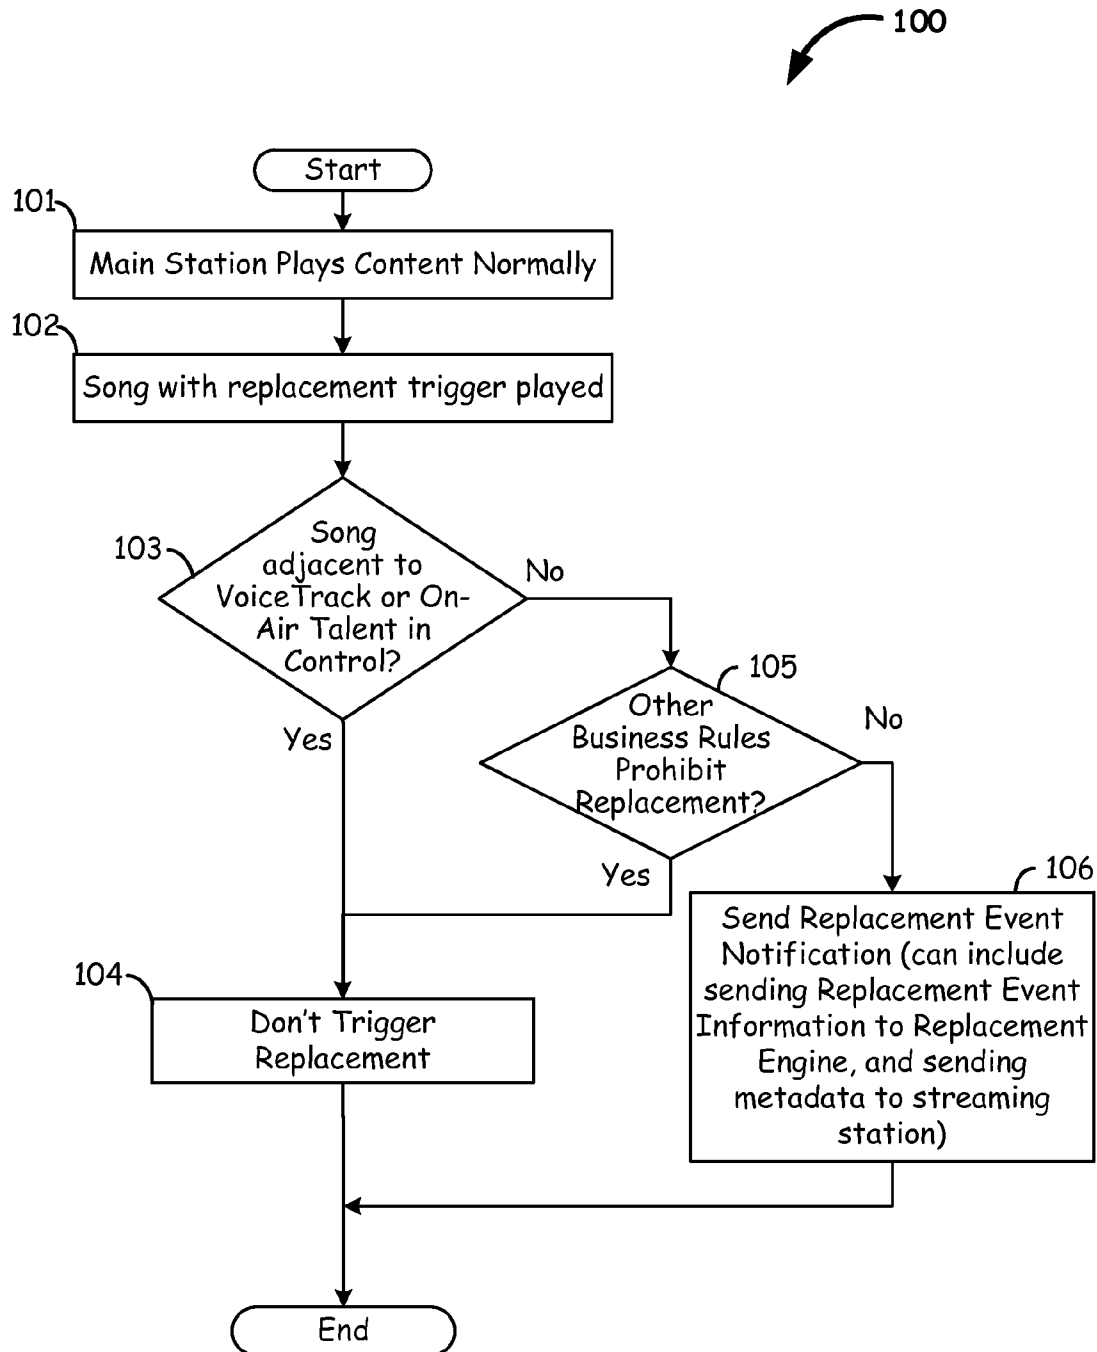 100
Start
101
Main Station Plays Content Normally
102
Song with replacement trigger played
103
Song
adjacent to
VoiceTrack or On-
Air Talent in
Control?
No
Yes
105
Other
Business Rules
Prohibit
Replacement?
No
Yes
106
Send Replacement Event
Notification (can include
sending Replacement Event
Information to Replacement
Engine, and sending
metadata to streaming
station)
104
Don't Trigger
Replacement
End